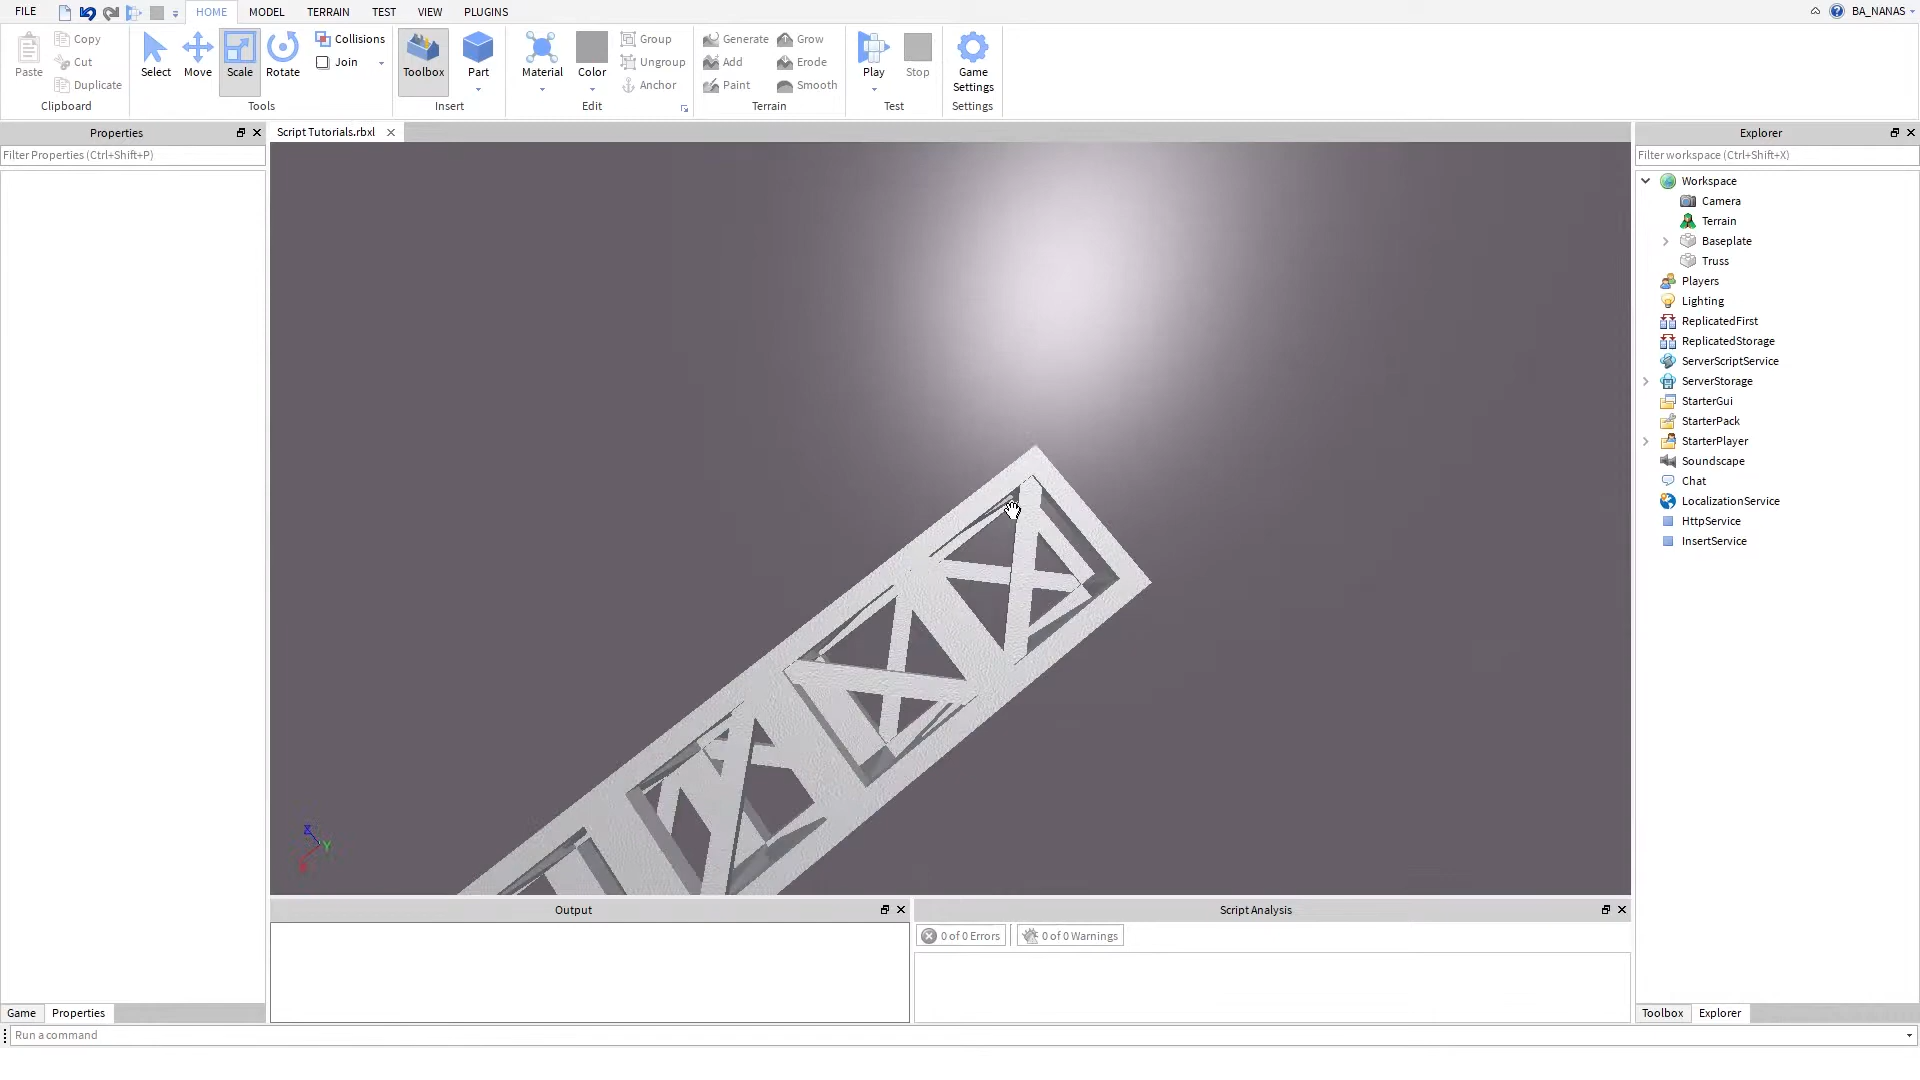 FILE HOME MODEL TERRAIN TEST VIEW PLUGINS BA_NANAS
Paste Copy Cut Duplicate
Clipboard
Select Move Scale Rotate Collisions Join
Tools
Toolbox Part
Insert
Material Color Group Ungroup Anchor
Edit
Generate Grow
Add Erode
Paint Smooth
Terrain
Play Stop
Test
Game Settings
Settings
Properties
Filter Properties (Ctrl+Shift+P)
Script Tutorials.rbxl
Explorer
Filter workspace (Ctrl+Shift+X)
Workspace
Camera
Terrain
Baseplate
Truss
Players
Lighting
ReplicatedFirst
ReplicatedStorage
ServerScriptService
ServerStorage
StarterGui
StarterPack
StarterPlayer
Soundscape
Chat
LocalizationService
HttpService
InsertService
Z
Y
Output
Script Analysis
0 of 0 Errors 0 of 0 Warnings
Game Properties
Toolbox Explorer
Run a command